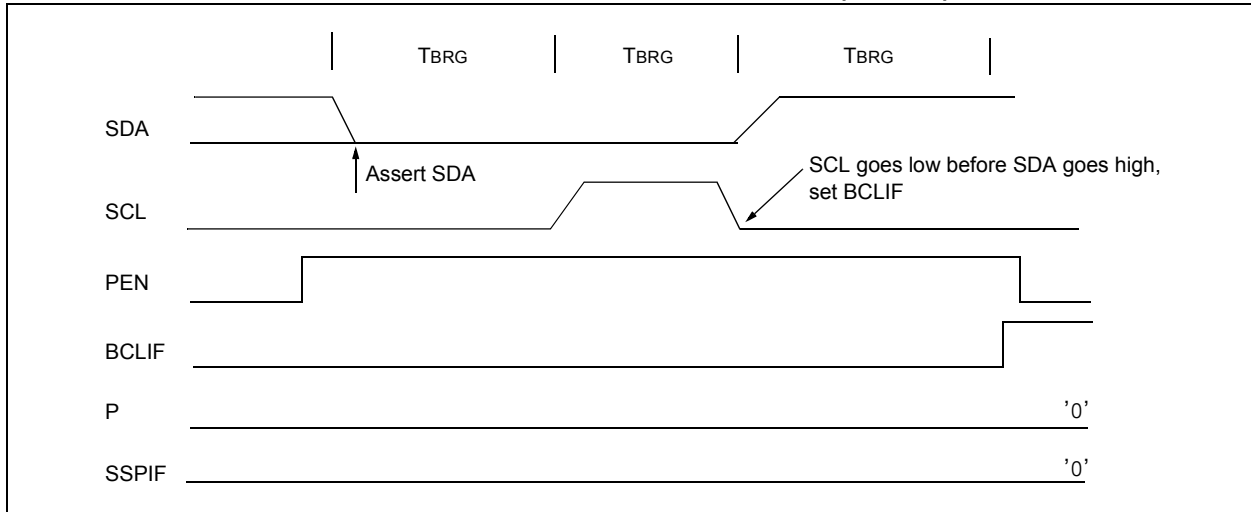 TBRG TBRG TBRG
SDA
Assert SDA
SCL goes low before SDA goes high,
set BCLIF
SCL
PEN
BCLIF
P '0'
SSPIF '0'